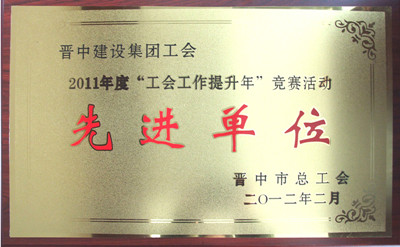 晋中建设集团工会
2011年度“工会工作提升年”竞赛活动
先进单位
晋中市总工会
二〇一二年二月